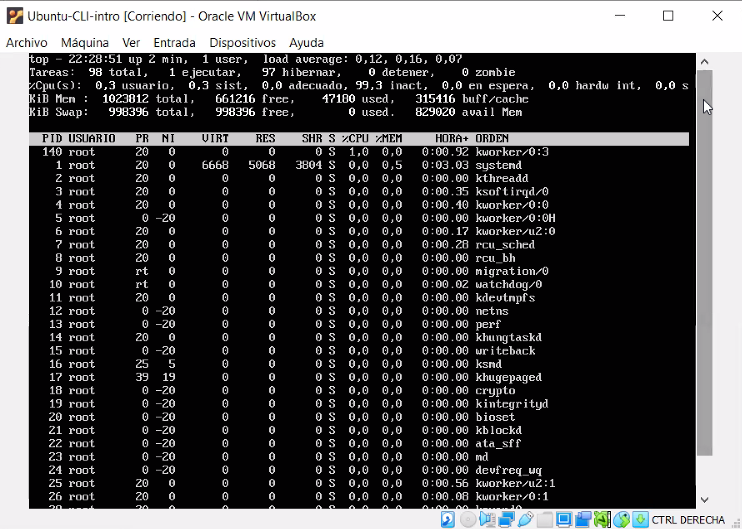 Ubuntu-CLI-intro [Corriendo] - Oracle VM VirtualBox
Archivo Máquina Ver Entrada Dispositivos Ayuda
top - 22:28:51 up 2 min, 1 user, load average: 0,12, 0,16, 0,07
Tareas: 98 total, 1 ejecutar, 97 hibernar, 0 detener, 0 zombie
%Cpu(s): 0,3 usuario, 0,3 sist, 0,0 adecuado, 99,3 inact, 0,0 en espera, 0,0 hardw int, 0,0 s
KiB Mem : 1023812 total, 661216 free, 47180 used, 315416 buff/cache
KiB Swap: 998396 total, 998396 free, 0 used. 829020 avail Mem
PID USUARIO PR NI VIRT RES SHR S %CPU %MEM HORA+ ORDEN
140 root 20 0 0 0 0 S 1,0 0,0 0:00.92 kworker/0:3
1 root 20 0 6668 5068 3804 S 0,0 0,5 0:03.03 systemd
2 root 20 0 0 0 0 S 0,0 0,0 0:00.00 kthreadd
3 root 20 0 0 0 0 S 0,0 0,0 0:00.35 ksoftirqd/0
4 root 20 0 0 0 0 S 0,0 0,0 0:00.40 kworker/0:0
5 root 0 -20 0 0 0 S 0,0 0,0 0:00.00 kworker/0:0H
6 root 20 0 0 0 0 S 0,0 0,0 0:00.17 kworker/u2:0
7 root 20 0 0 0 0 S 0,0 0,0 0:00.28 rcu_sched
8 root 20 0 0 0 0 S 0,0 0,0 0:00.00 rcu_bh
9 root rt 0 0 0 0 S 0,0 0,0 0:00.00 migration/0
10 root rt 0 0 0 0 S 0,0 0,0 0:00.02 watchdog/0
11 root 20 0 0 0 0 S 0,0 0,0 0:00.00 kdevtmpfs
12 root 0 -20 0 0 0 S 0,0 0,0 0:00.00 netns
13 root 0 -20 0 0 0 S 0,0 0,0 0:00.00 perf
14 root 20 0 0 0 0 S 0,0 0,0 0:00.00 khungtaskd
15 root 0 -20 0 0 0 S 0,0 0,0 0:00.00 writeback
16 root 25 5 0 0 0 S 0,0 0,0 0:00.00 ksmd
17 root 39 19 0 0 0 S 0,0 0,0 0:00.00 khugepaged
18 root 0 -20 0 0 0 S 0,0 0,0 0:00.00 crypto
19 root 0 -20 0 0 0 S 0,0 0,0 0:00.00 kintegrityd
20 root 0 -20 0 0 0 S 0,0 0,0 0:00.00 bioset
21 root 0 -20 0 0 0 S 0,0 0,0 0:00.00 kblockd
22 root 0 -20 0 0 0 S 0,0 0,0 0:00.00 ata_sff
23 root 0 -20 0 0 0 S 0,0 0,0 0:00.00 md
24 root 0 -20 0 0 0 S 0,0 0,0 0:00.00 devfreq_wq
25 root 20 0 0 0 0 S 0,0 0,0 0:00.56 kworker/u2:1
26 root 20 0 0 0 0 S 0,0 0,0 0:00.08 kworker/0:1
CTRL DERECHA